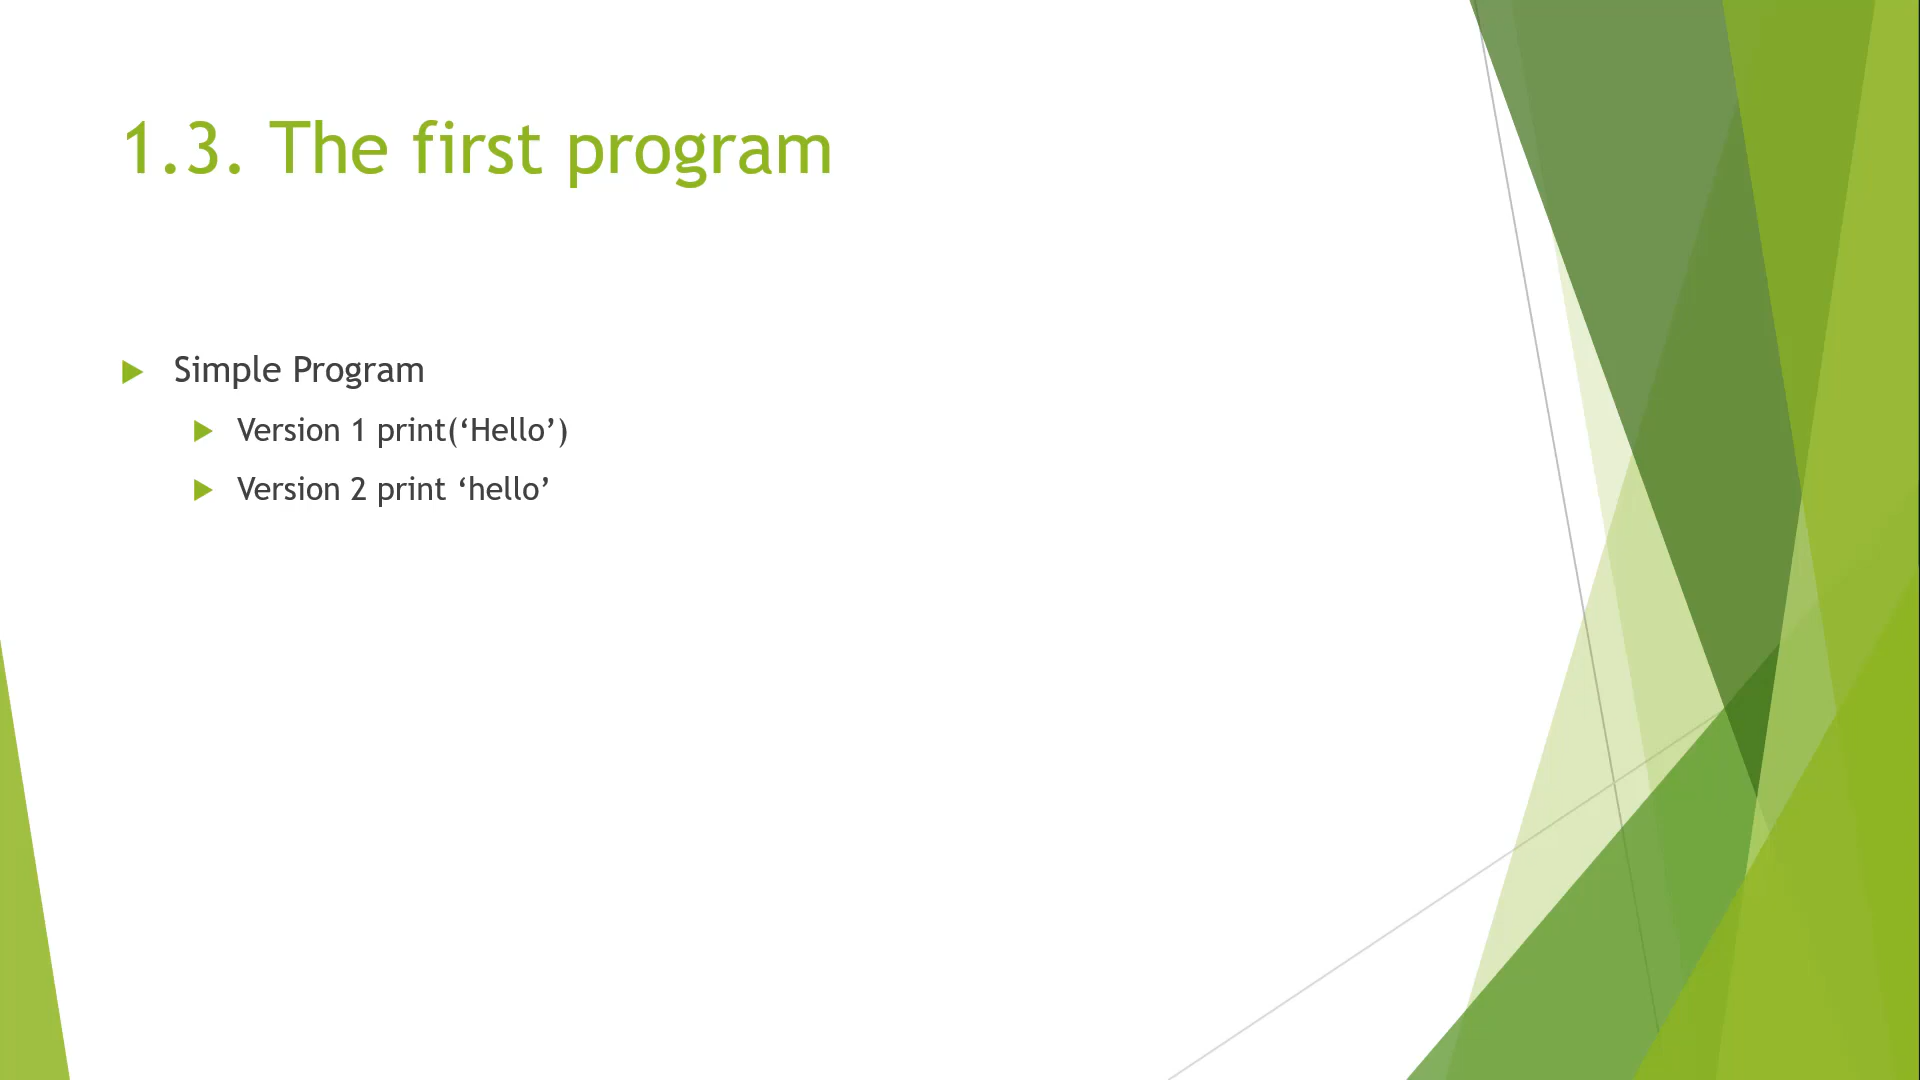 1.3. The first program
Simple Program
Version 1 print(‘Hello’)
Version 2 print ‘hello’